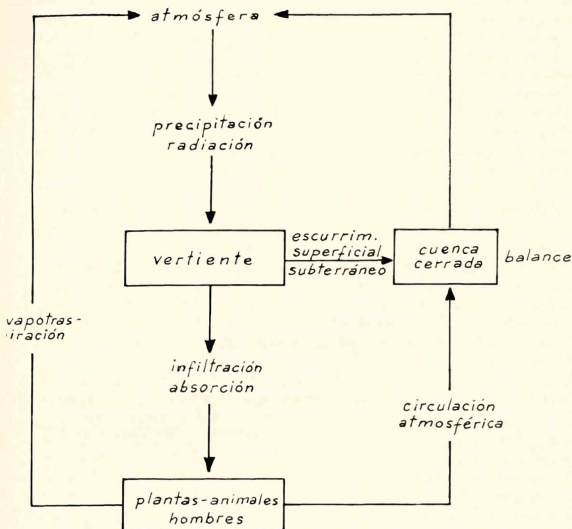 atmósfera
precipitación
radiación
vertiente
escurrim.
superficial
subterráneo
cuenca
cerrada
balance
vapotras-
iración
infiltración
absorción
circulación
atmosférica
plantas-animales
hombres